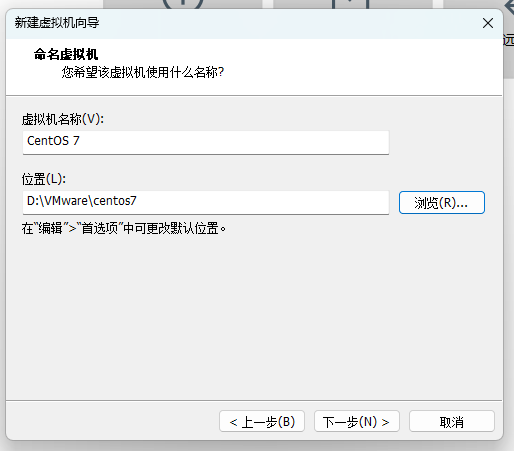 新建虚拟机向导
命名虚拟机
您希望该虚拟机使用什么名称?
远
虚拟机名称(V):
CentOS 7
位置(L):
D:\VMware\centos7
浏览(R)...
在“编辑”>“首选项”中可更改默认位置。
< 上一步(B)
下一步(N) >
取消